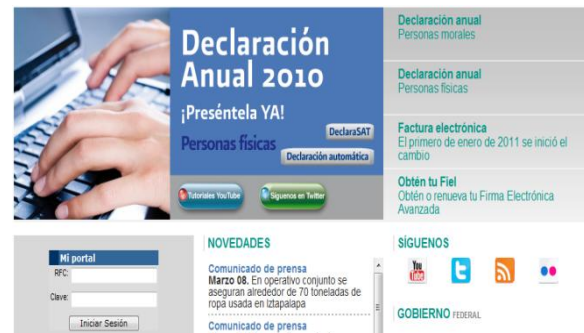 Declaración
Anual 2010
¡Preséntela YA!
Personas físicas
DeclaraSAT
Declaración automática
Tutoriales YouTube
Síguenos en Twitter
Declaración anual
Personas morales
Declaración anual
Personas físicas
Factura electrónica
El primero de enero de 2011 se inició el
cambio
Obtén tu Fiel
Obtén o renueva tu Firma Electrónica
Avanzada
Mi portal
RFC:
Clave:
Iniciar Sesión
NOVEDADES
Comunicado de prensa
Marzo 08. En operativo conjunto se
aseguran alrededor de 70 toneladas de
ropa usada en Iztapalapa
Comunicado de prensa
SÍGUENOS
You
Tube
t
GOBIERNO FEDERAL